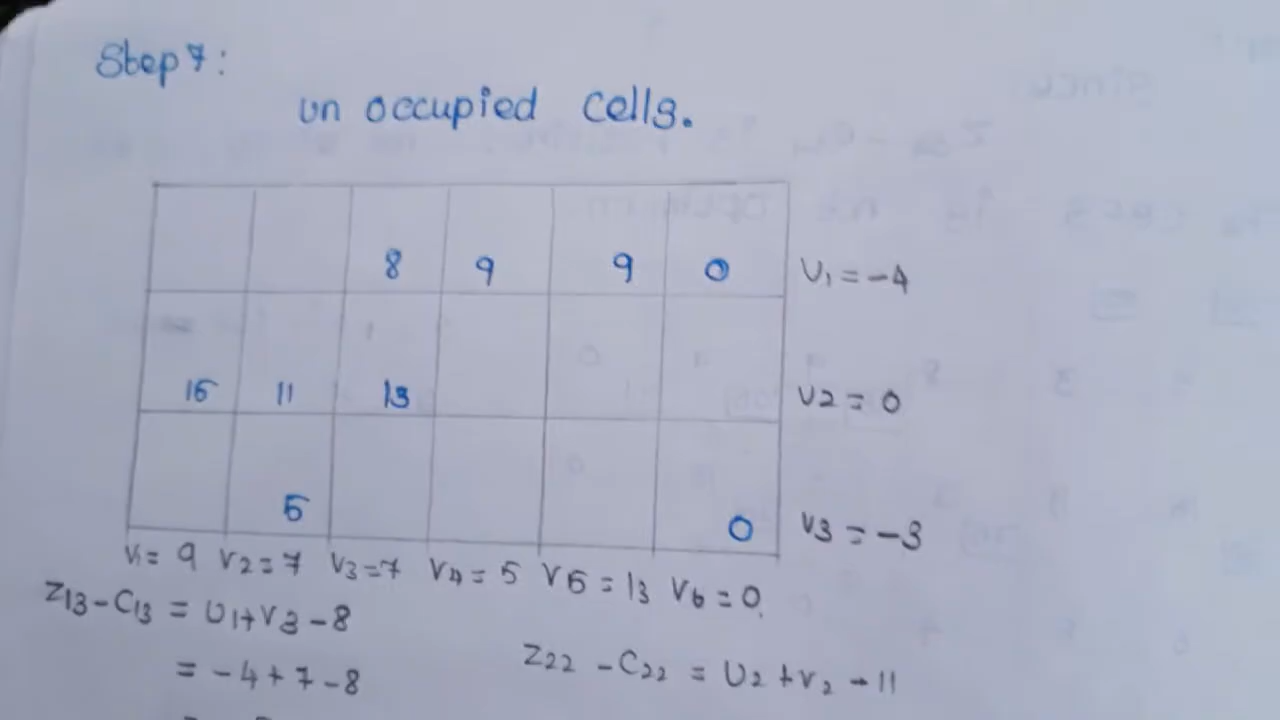 Step 7:
un occupied cells.
8 9 9 0 U1 = -4
16 11 13 U2 = 0
5 0 U3 = -3
V1 = 9 V2 = 7 V3 = 7 V4 = 5 V5 = 13 V6 = 0
Z13 - C13 = U1 + V3 - 8
= -4 + 7 - 8
Z22 - C22 = U2 + V2 - 11